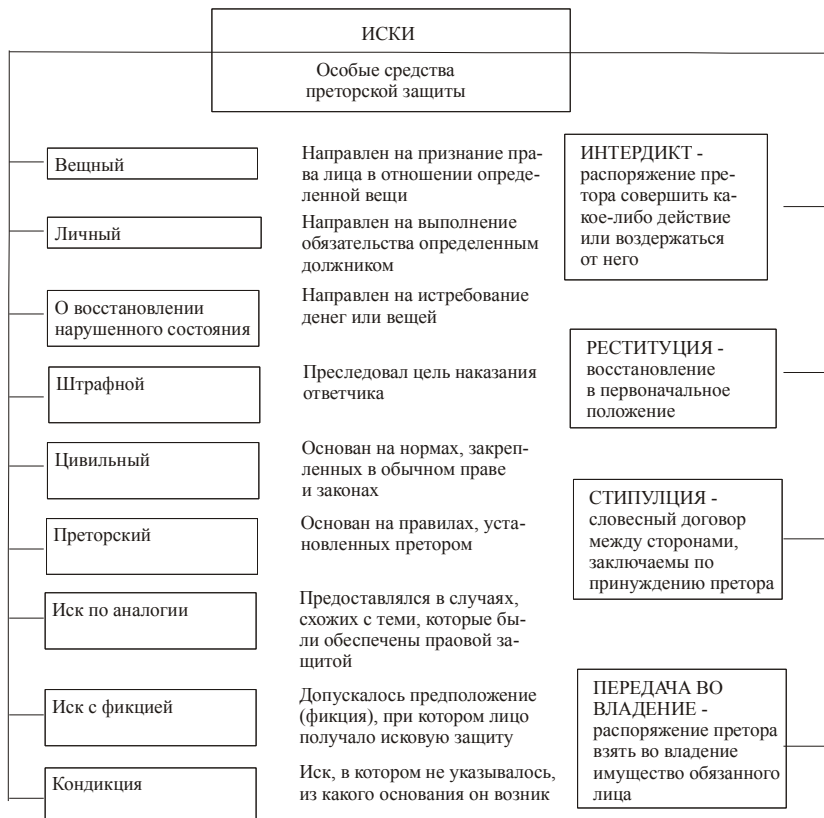 ИСКИ
Особые средства
преторской защиты
Вещный
Направлен на признание пра-
ва лица в отношении опреде-
ленной вещи
Личный
Направлен на выполнение
обязательства определенным
должником
О восстановлении
нарушенного состояния
Направлен на истребование
денег или вещей
Штрафной
Преследовал цель наказания
ответчика
Цивильный
Основан на нормах, закреп-
ленных в обычном праве
и законах
Преторский
Основан на правилах, уста-
новленных претором
Иск по аналогии
Предоставлялся в случаях,
схожих с теми, которые бы-
ли обеспечены праовой за-
щитой
Иск с фикцией
Допускалось предположение
(фикция), при котором лицо
получало исковую защиту
Кондикция
Иск, в котором не указывалось,
из какого основания он возник
ИНТЕРДИКТ -
распоряжение пре-
тора совершить ка-
кое-либо действие
или воздержаться
от него
РЕСТИТУЦИЯ -
восстановление
в первоначальное
положение
СТИПУЛЦИЯ -
словесный договор
между сторонами,
заключаемы по
принуждению претора
ПЕРЕДАЧА ВО
ВЛАДЕНИЕ -
распоряжение претора
взять во владение
имущество обязанного
лица